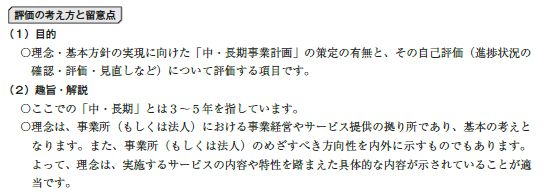 評価の考え方と留意点
（1）目的
○理念・基本方針の実現に向けた「中・長期事業計画」の策定の有無と、その自己評価（進捗状況の
確認・評価・見直しなど）について評価する項目です。
（2）趣旨・解説
○ここでの「中・長期」とは３～５年を指しています。
○理念は、事業所（もしくは法人）における事業経営やサービス提供の拠り所であり、基本の考えと
なります。また、事業所（もしくは法人）のめざすべき方向性を内外に示すものでもあります。
よって、理念は、実施するサービスの内容や特性を踏まえた具体的な内容が示されていることが適
当です。